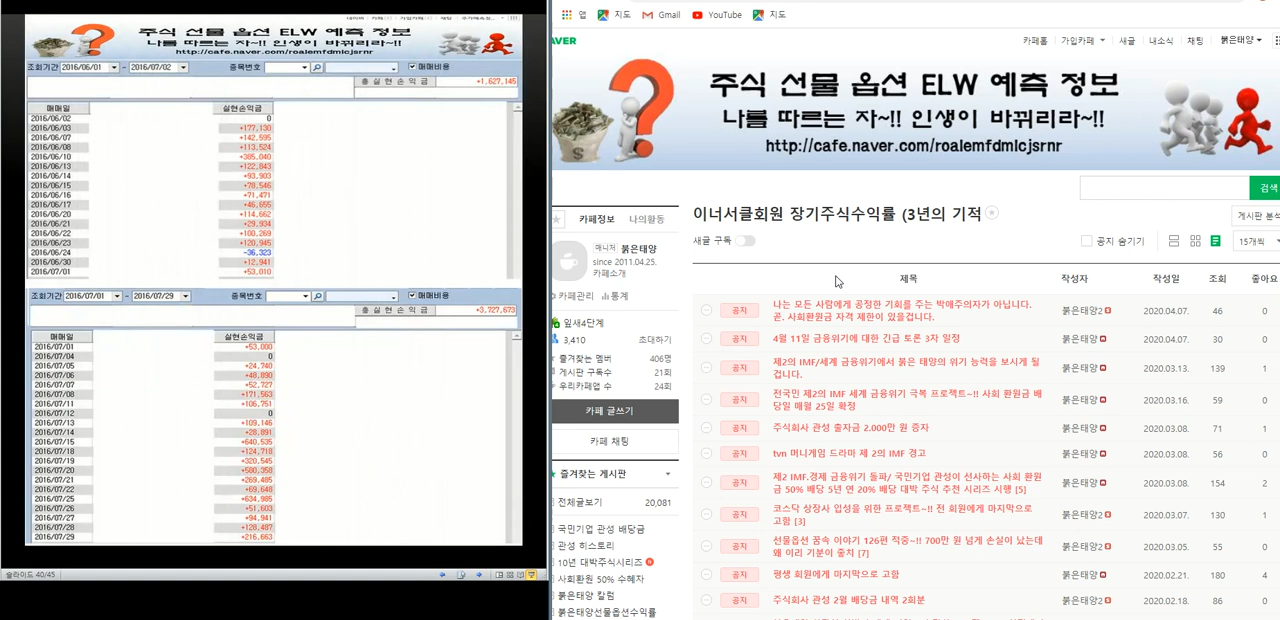 주식 선물 옵션 ELW 예측 정보
나를 따르는 자~!! 인생이 바뀌리라~!!
http://cafe.naver.com/roalemfdmlcjsrnr
조회기간 2016/06/01 - 2016/07/02 종목번호 매매비용
총 실현손익금 +1,627,145
매매일 실현손익금
2016/06/02 0
2016/06/03 +177,130
2016/06/07 +142,595
2016/06/08 +113,524
2016/06/10 +385,040
2016/06/13 +122,843
2016/06/14 +93,903
2016/06/15 +78,546
2016/06/16 +71,471
2016/06/17 +46,655
2016/06/20 +114,662
2016/06/21 +29,934
2016/06/22 +100,269
2016/06/23 +120,945
2016/06/24 -36,323
2016/06/30 +12,941
2016/07/01 +53,010
조회기간 2016/07/01 - 2016/07/29 종목번호 매매비용
총 실현손익금 +3,727,673
매매일 실현손익금
2016/07/01 +53,000
2016/07/04 0
2016/07/05 +24,740
2016/07/06 +48,890
2016/07/07 +52,727
2016/07/08 +171,563
2016/07/11 +106,751
2016/07/12 0
2016/07/13 +109,146
2016/07/14 +28,891
2016/07/15 +640,535
2016/07/18 +124,718
2016/07/19 +320,545
2016/07/20 +580,358
2016/07/21 +269,485
2016/07/22 +69,648
2016/07/25 +634,985
2016/07/26 +51,603
2016/07/27 +94,941
2016/07/28 +128,487
2016/07/29 +216,663
슬라이드 40/45
앱 지도 Gmail YouTube 지도
AVER 카페홈 가입카페 새글 내소식 채팅 붉은태양
주식 선물 옵션 ELW 예측 정보
나를 따르는 자~!! 인생이 바뀌리라~!!
http://cafe.naver.com/roalemfdmlcjsrnr
검색
카페정보 나의활동
매니저 붉은태양
since 2011.04.25.
카페소개
카페관리 통계
잎새4단계
3,410 초대하기
즐겨찾는 멤버 406명
게시판 구독수 21회
우리카페앱 수 24회
카페 글쓰기
카페 채팅
즐겨찾는 게시판
전체글보기 20,081
국민기업 관성 배당금
관성 히스토리
10년 대박주식시리즈
사회환원 50% 수혜자
붉은태양 칼럼
붉은태양선물옵션수익률
이너서클회원 장기주식수익률 (3년의 기적
게시판 분석
새글 구독 공지 숨기기 15개씩
제목 작성자 작성일 조회 좋아요
공지 나는 모든 사람에게 공정한 기회를 주는 박애주의자가 아닙니다.
곧. 사회환원금 자격 제한이 있을겁니다. 붉은태양2 2020.04.07. 46 0
공지 4월 11일 금융위기에 대한 긴급 토론 3차 일정 붉은태양 2020.04.07. 30 0
공지 제2의 IMF/세계 금융위기에서 붉은 태양의 위기 능력을 보시게 될
겁니다. 붉은태양 2020.03.13. 139 1
공지 전국민 제2의 IMF 세계 금융위기 극복 프로젝트~!! 사회 환원금 배
당일 매월 25일 확정 붉은태양 2020.03.16. 59 0
공지 주식회사 관성 출자금 2.000만 원 증자 붉은태양 2020.03.08. 71 1
공지 tvn 머니게임 드라마 제 2의 IMF 경고 붉은태양 2020.03.08. 56 0
공지 제2 IMF.경제 금융위기 돌파/ 국민기업 관성이 선사하는 사회 환원
금 50% 배당 5년 연 20% 배당 대박 주식 추천 시리즈 시행 [5] 붉은태양 2020.03.08. 154 2
공지 코스닥 상장사 입성을 위한 프로젝트~!! 전 회원에게 마지막으로
고함 [3] 붉은태양2 2020.03.07. 130 1
공지 선물옵션 꿈속 이야기 126편 적중~!! 700만 원 넘게 손실이 났는데
왜 이리 기분이 좋치 [7] 붉은태양2 2020.03.05. 55 0
공지 평생 회원에게 마지막으로 고함 붉은태양 2020.02.21. 180 4
공지 주식회사 관성 2월 배당금 내역 2회분 붉은태양2 2020.02.18. 86 0